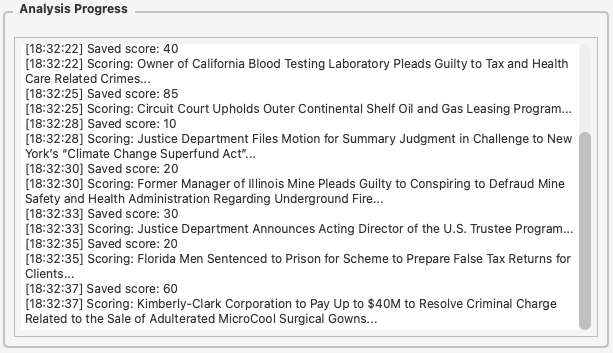 Analysis Progress
[18:32:22] Saved score: 40
[18:32:22] Scoring: Owner of California Blood Testing Laboratory Pleads Guilty to Tax and Health
Care Related Crimes...
[18:32:25] Saved score: 85
[18:32:25] Scoring: Circuit Court Upholds Outer Continental Shelf Oil and Gas Leasing Program...
[18:32:28] Saved score: 10
[18:32:28] Scoring: Justice Department Files Motion for Summary Judgment in Challenge to New
York’s “Climate Change Superfund Act”...
[18:32:30] Saved score: 20
[18:32:30] Scoring: Former Manager of Illinois Mine Pleads Guilty to Conspiring to Defraud Mine
Safety and Health Administration Regarding Underground Fire...
[18:32:33] Saved score: 30
[18:32:33] Scoring: Justice Department Announces Acting Director of the U.S. Trustee Program...
[18:32:35] Saved score: 20
[18:32:35] Scoring: Florida Men Sentenced to Prison for Scheme to Prepare False Tax Returns for
Clients...
[18:32:37] Saved score: 60
[18:32:37] Scoring: Kimberly-Clark Corporation to Pay Up to $40M to Resolve Criminal Charge
Related to the Sale of Adulterated MicroCool Surgical Gowns...